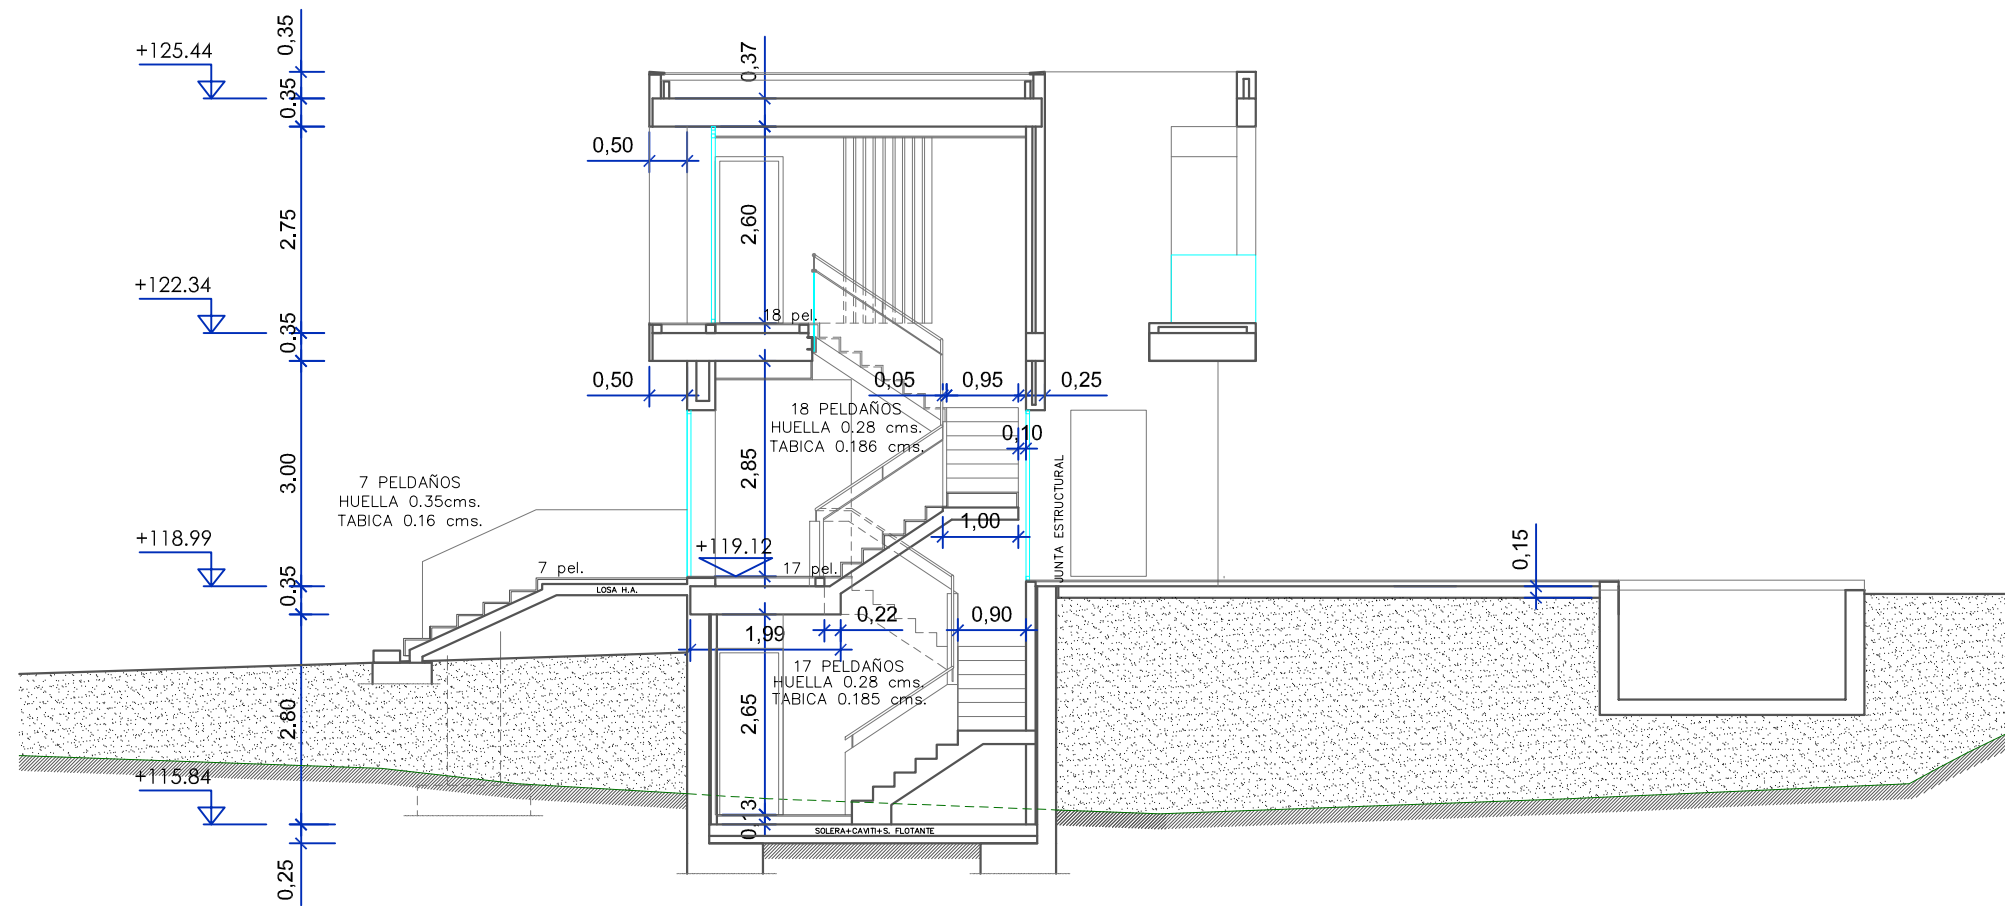 0,35
+125.44
0,37
0.35
0,50
2.75
2,60
+122.34
18 pel.
0.35
0,50
0,05
0,95
0,25
18 PELDAÑOS
HUELLA 0.28 cms.
TABICA 0.186 cms.
0,10
3.00
2,85
7 PELDAÑOS
HUELLA 0.35cms.
TABICA 0.16 cms.
JUNTA ESTRUCTURAL
1,00
+118.99
+119.12
0,15
7 pel.
17 pel.
0.35
LOSA H.A.
0,22
0,90
1,99
17 PELDAÑOS
HUELLA 0.28 cms.
TABICA 0.185 cms.
2.80
2,65
+115.84
0,13
SOLERA+CAVITI+S. FLOTANTE
0,25